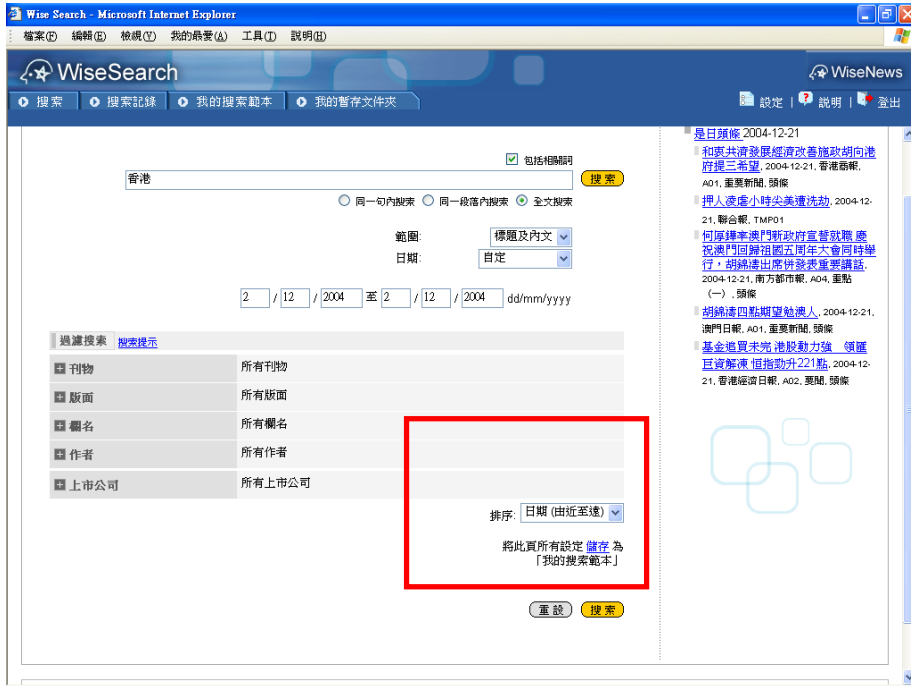 Wise Search - Microsoft Internet Explorer
檔案(F) 編輯(E) 檢視(V) 我的最愛(A) 工具(T) 說明(H)
WiseSearch
WiseNews
搜索 搜索記錄 我的搜索範本 我的暫存文件夾
設定 | 說明 | 登出
包括相關詞
香港 搜索
同一句內搜索 同一段落內搜索 全文搜索
範圍: 標題及內文
日期: 自定
2 / 12 / 2004 至 2 / 12 / 2004 dd/mm/yyyy
過濾搜索 搜索提示
刊物 所有刊物
版面 所有版面
欄名 所有欄名
作者 所有作者
上市公司 所有上市公司
排序: 日期 (由近至遠)
將此頁所有設定 儲存 為
「我的搜索範本」
重設 搜索
是日頭條 2004-12-21
和衷共濟發展經濟改善施政胡向港
府提三希望, 2004-12-21, 香港商報,
A01, 重要新聞, 頭條
押人凌虐小時尖美遭洗劫, 2004-12-
21, 聯合報, TMP01
何厚鏵率澳門新政府宣誓就職 慶
祝澳門回歸祖國五周年大會同時舉
行，胡錦濤出席併發表重要講話,
2004-12-21, 南方都市報, A04, 重點
（一）, 頭條
胡錦濤四點期望勉澳人, 2004-12-21,
澳門日報, A01, 重要新聞, 頭條
基金追買未完 港股動力強 領匯
巨資解凍 恒指勁升221點, 2004-12-
21, 香港經濟日報, A02, 要聞, 頭條